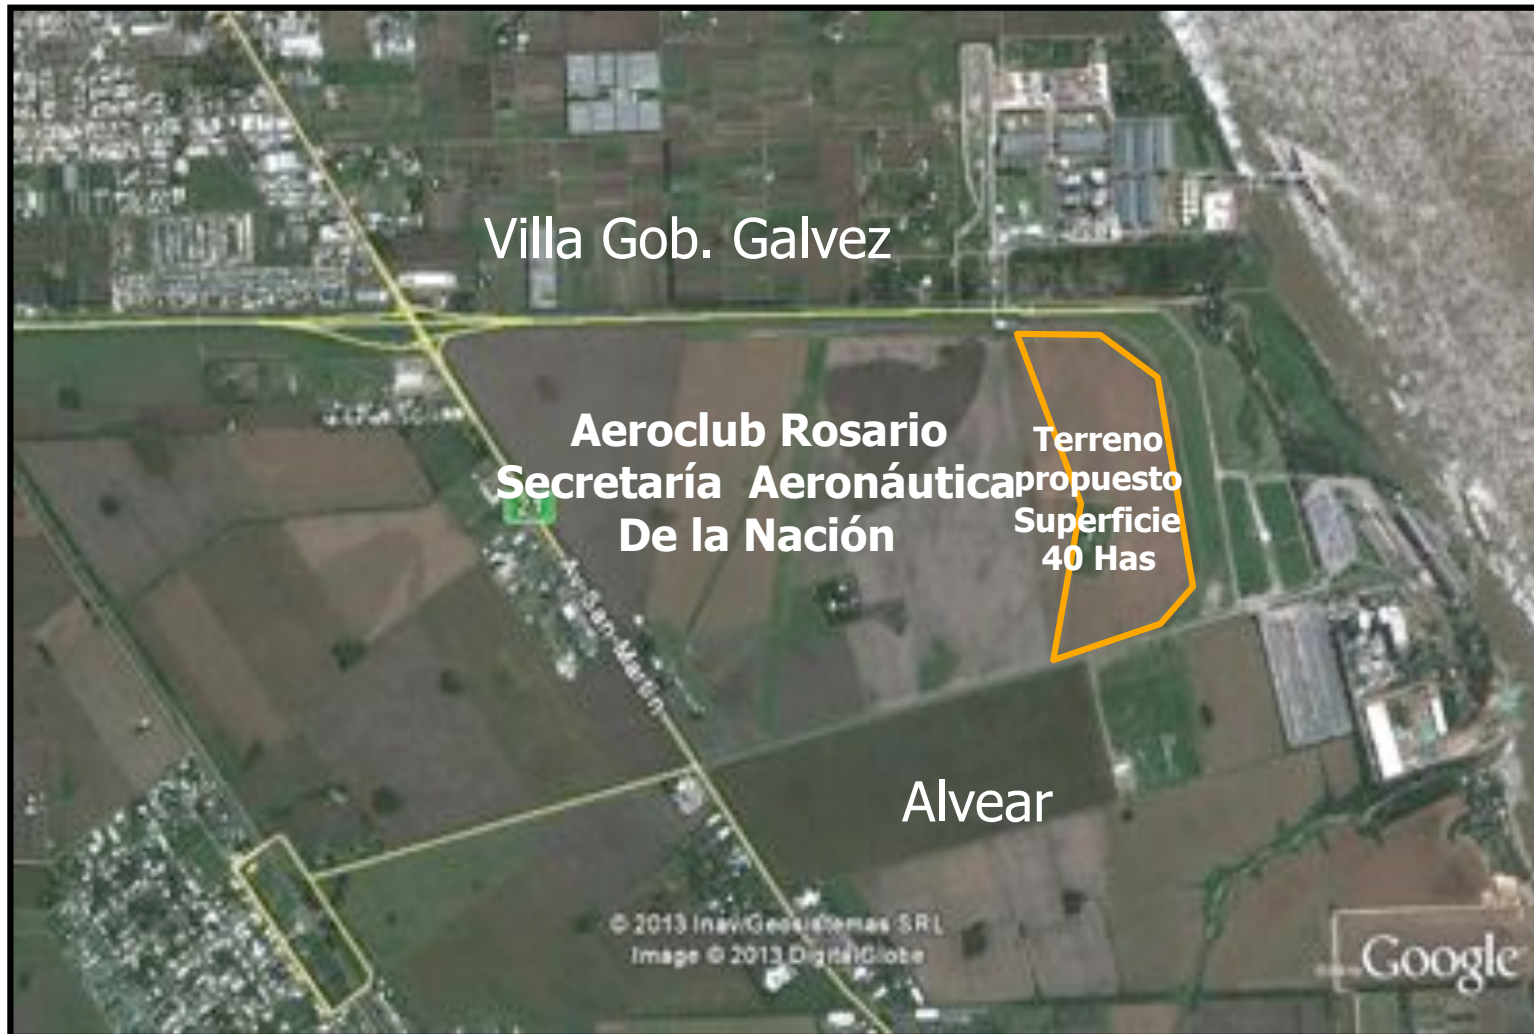 Villa Gob. Galvez
Aeroclub Rosario
Secretaría Aeronáutica
De la Nación
Terreno
propuesto
Superficie
40 Has
21
Av-San-Martin
Alvear
© 2013 Inav/Geosistemas SRL
Image © 2013 DigitalGlobe
Google